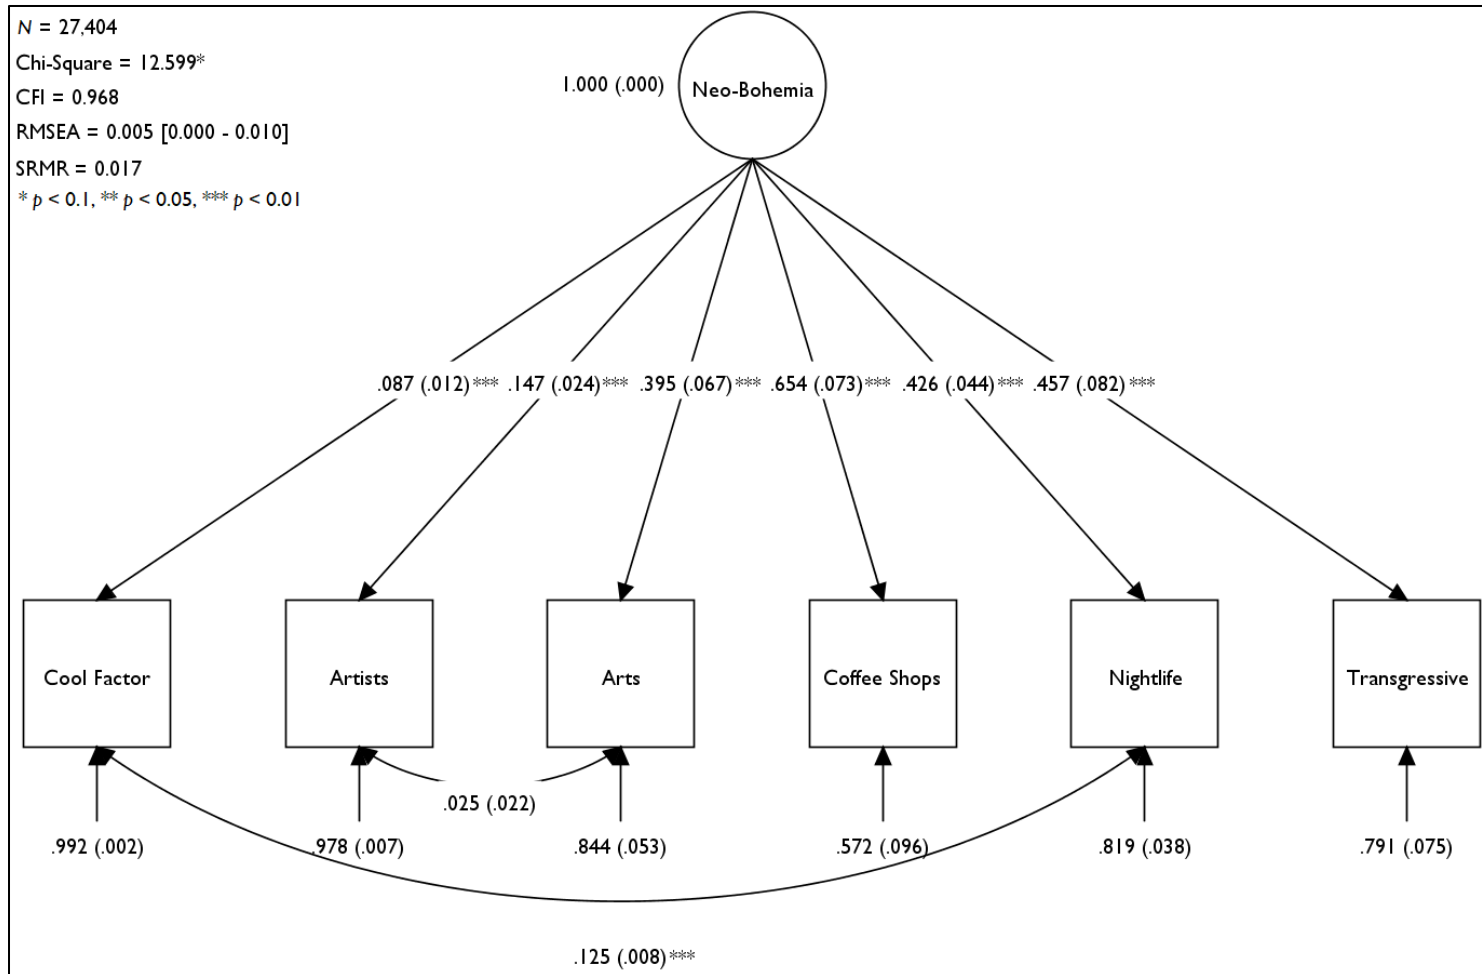 N = 27,404
Chi-Square = 12.599*
CFI = 0.968
RMSEA = 0.005 [0.000 - 0.010]
SRMR = 0.017
* p < 0.1, ** p < 0.05, *** p < 0.01
1.000 (.000)
Neo-Bohemia
.087 (.012)*** .147 (.024)*** .395 (.067)*** .654 (.073)*** .426 (.044)*** .457 (.082)***
Cool Factor Artists Arts Coffee Shops Nightlife Transgressive
.025 (.022)
.992 (.002) .978 (.007) .844 (.053) .572 (.096) .819 (.038) .791 (.075)
.125 (.008)***